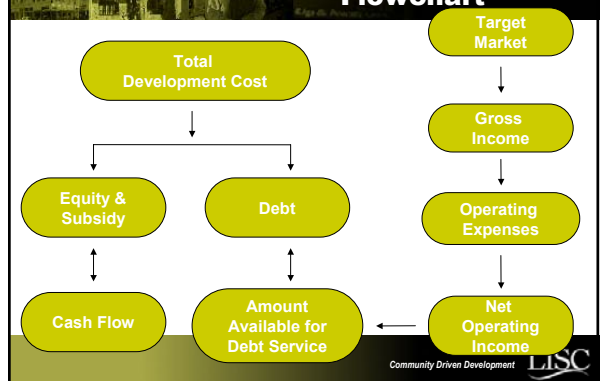 Flowchart
Target
Market
Total
Development Cost
Gross
Income
Equity &
Subsidy
Debt
Operating
Expenses
Cash Flow
Amount
Available for
Debt Service
Net
Operating
Income
Community Driven Development
LISC